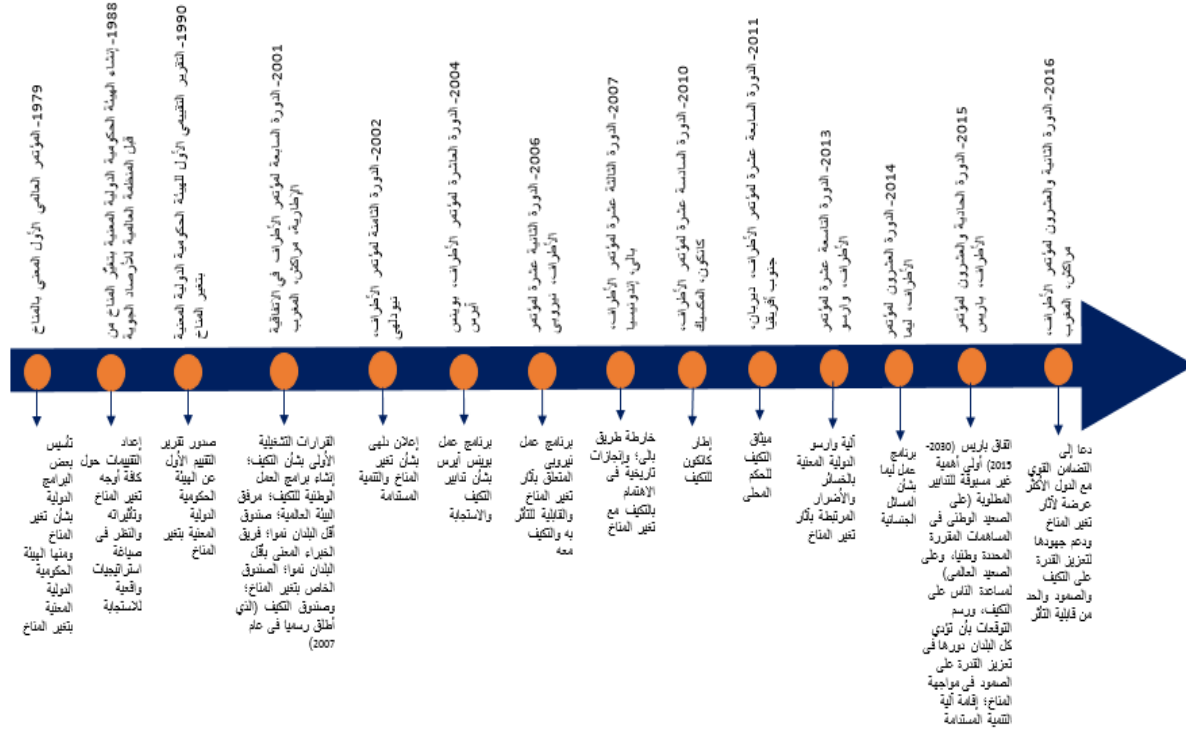 1979- المؤتمر العالمي الأول المعني بالمناخ
1988- إنشاء الهيئة الحكومية الدولية المعنية بتغيّر المناخ من
قبل المنظمة العالمية للأرصاد الجوية
1990- التقرير التقييمي الأول للهيئة الحكومية الدولية المعنية
بتغير المناخ
2001- الدورة السابعة لمؤتمر الأطراف في الاتفاقية
الإطارية، مراكش، المغرب
2002- الدورة الثامنة لمؤتمر الأطراف،
نيودلهي
2004- الدورة العاشرة لمؤتمر الأطراف، بوينس
آيرس
2006- الدورة الثانية عشرة لمؤتمر
الأطراف، نيروبي
2007- الدورة الثالثة عشرة لمؤتمر الأطراف،
بالي، إندونيسيا
2010- الدورة السادسة عشرة لمؤتمر الأطراف،
كانكون، المكسيك
2011- الدورة السابعة عشرة لمؤتمر الأطراف، ديربان،
جنوب أفريقيا
2013- الدورة التاسعة عشرة لمؤتمر
الأطراف، وارسو
2014- الدورة العشرون لمؤتمر
الأطراف، ليما
2015- الدورة الحادية والعشرون لمؤتمر
الأطراف، باريس
2016- الدورة الثانية والعشرون لمؤتمر الأطراف،
مراكش، المغرب
تأسيس
بعض
البرامج
الدولية
بشأن تغير
المناخ
ومنها الهيئة
الحكومية
الدولية
المعنية
بتغير المناخ
إعداد
التقييمات حول
كافة أوجه
تغير المناخ
وتأثيراته
والنظر في
صياغة
استراتيجيات
واقعية
للاستجابة
صدور تقرير
التقييم الأول
عن الهيئة
الحكومية
الدولية
المعنية بتغير
المناخ
القرارات التشغيلية
الأولى بشأن التكيف؛
إنشاء برامج العمل
الوطنية للتكيف؛ مرفق
البيئة العالمية؛ صندوق
أقل البلدان نموا؛ فريق
الخبراء المعني بأقل
البلدان نموا؛ الصندوق
الخاص بتغير المناخ؛
وصندوق التكيف (الذي
أطلق رسميا في عام
2007)
إعلان دلهي
بشأن تغير
المناخ والتنمية
المستدامة
برنامج عمل
بوينس آيرس
بشأن تدابير
التكيف
والاستجابة
برنامج عمل
نيروبي
المتعلق بآثار
تغير المناخ
والقابلية للتأثر
به والتكيف
معه
خارطة طريق
بالي؛ وإنجازات
تاريخية في
الاهتمام
بالتكيف مع
تغير المناخ
إطار
كانكون
للتكيف
ميثاق
التكيف
للحكم
المحلي
آلية وارسو
الدولية المعنية
بالخسائر
والأضرار
المرتبطة بآثار
تغير المناخ
برنامج
عمل ليما
بشأن
المسائل
الجنسانية
اتفاق باريس (2030-
2015) أولى أهمية
غير مسبوقة للتدابير
المطلوبة (على
الصعيد الوطني في
المساهمات المقررة
المحددة وطنيا، وعلى
الصعيد العالمي)
لمساعدة الناس على
التكيف، ورسم
التوقعات بأن تؤدي
كل البلدان دورها في
تعزيز القدرة على
الصمود في مواجهة
المناخ؛ إقامة آلية
التنمية المستدامة
دعا إلى
التضامن القوي
مع الدول الأكثر
عرضة لآثار
تغير المناخ
ودعم جهودها
لتعزيز القدرة
على التكيف
والصمود والحد
من قابلية التأثر